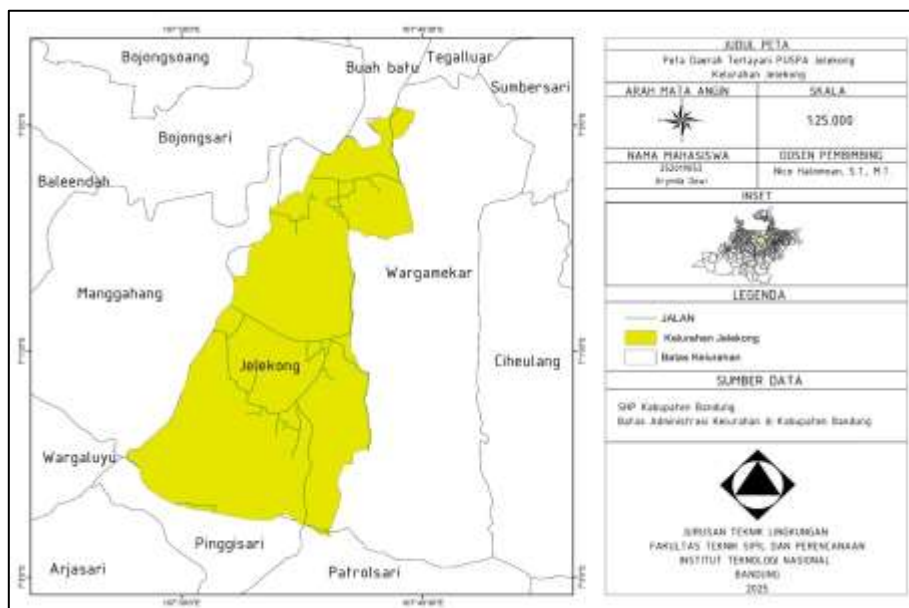 Bojongsoang
Buah batu
Tegalluar
Sumbersari
Bojongsari
Baleendah
Manggahang
Wargamekar
Jelekong
Ciheulang
Wargaluyu
Pinggisari
Arjasari
Patrolsari
JUDUL PETA
Peta Daerah Terlayani PUSPA Jelekong
Kelurahan Jelekong
ARAH MATA ANGIN
SKALA
1:25.000
NAMA MAHASISWA
DOSEN PEMBIMBING
Dewi
S.T., M.T.
INSET
LEGENDA
JALAN
Kelurahan Jelekong
Batas Kelurahan
SUMBER DATA
SHP Kabupaten Bandung
Batas Administrasi Kelurahan di Kabupaten Bandung
JURUSAN TEKNIK LINGKUNGAN
FAKULTAS TEKNIK SIPIL DAN PERENCANAAN
INSTITUT TEKNOLOGI NASIONAL
BANDUNG
2025